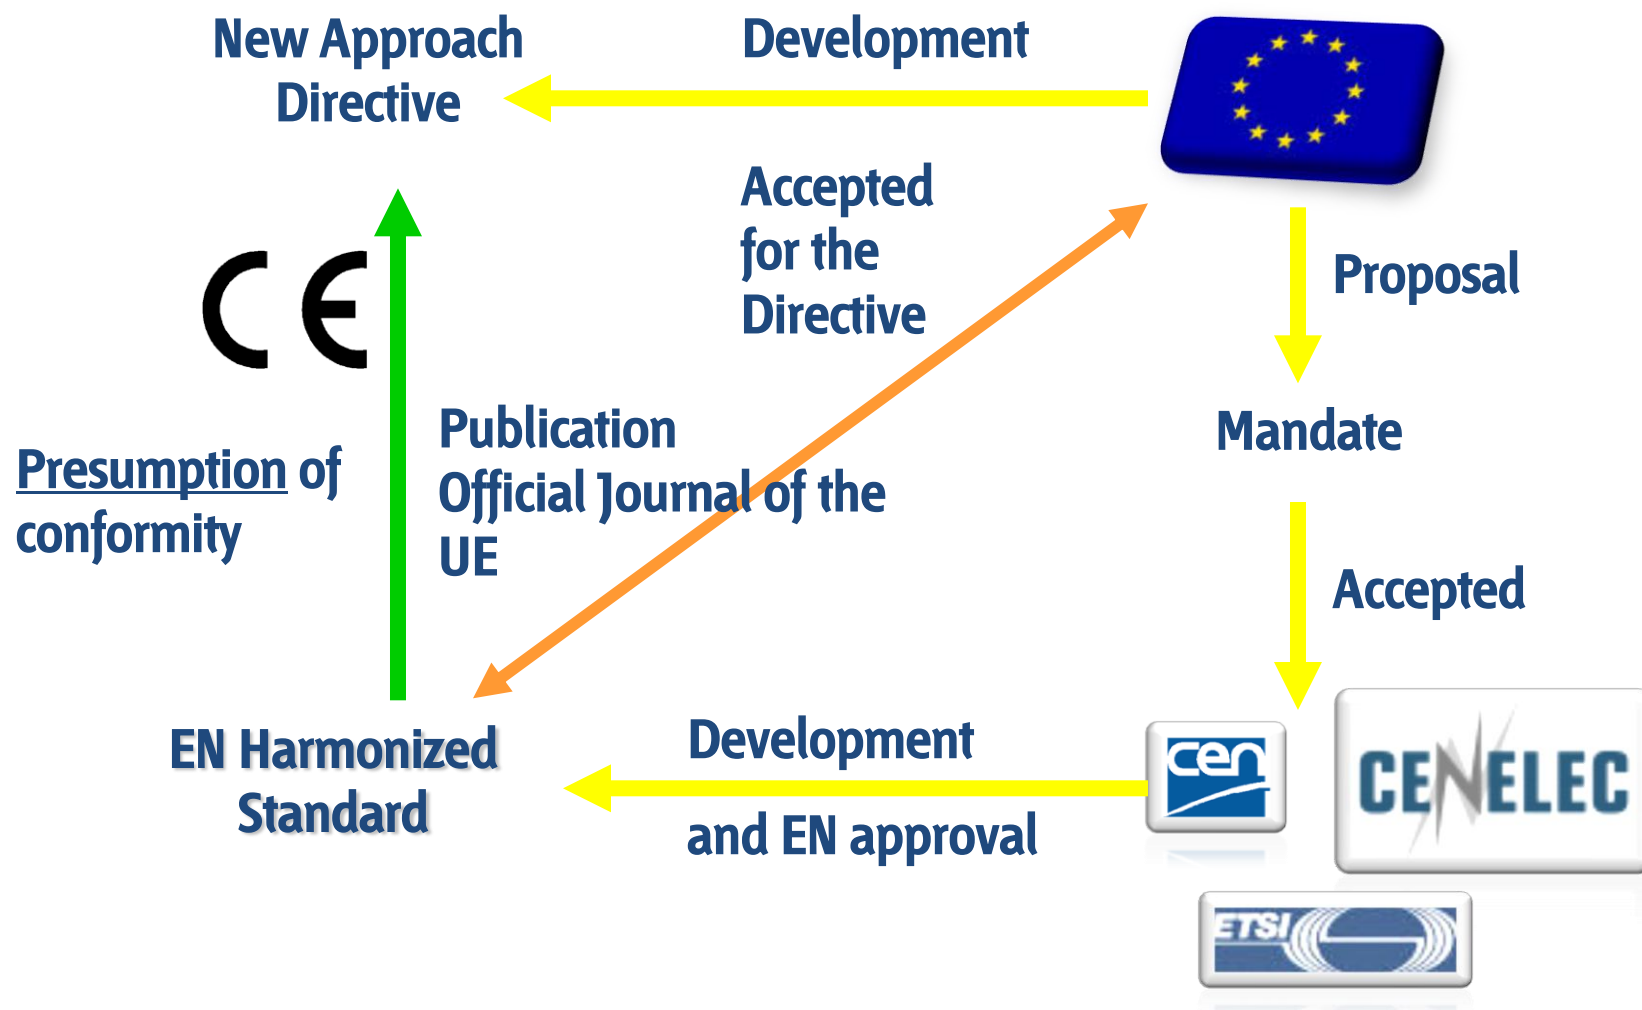 New Approach
Directive
Development
Accepted
for the
Directive
Proposal
CE
Publication
Official Journal of the
UE
Mandate
Presumption of
conformity
Accepted
EN Harmonized
Standard
Development
and EN approval
cen
CENELEC
ETSI